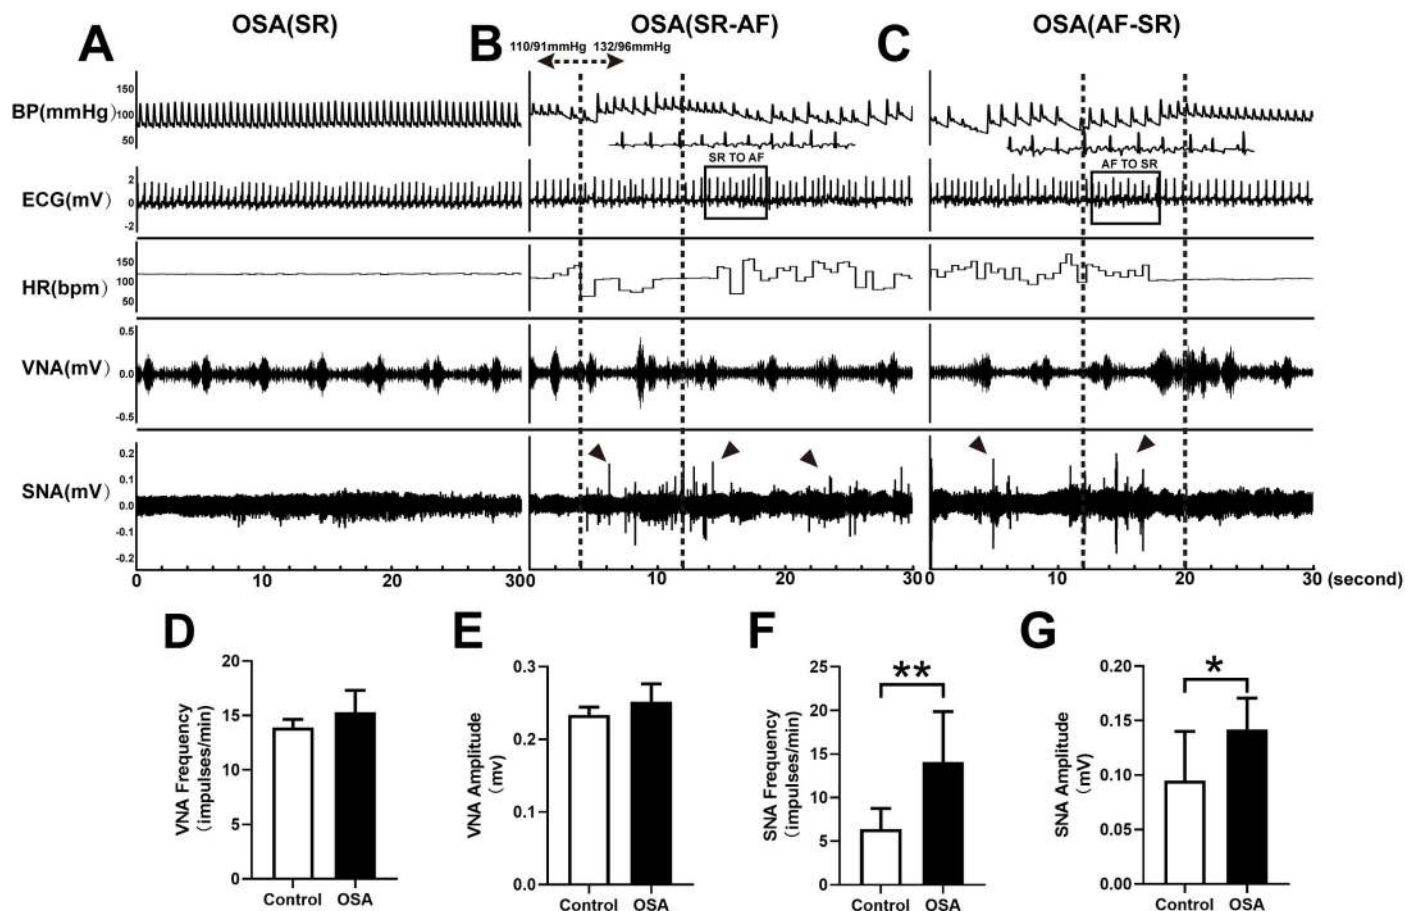 A
OSA(SR)
B
OSA(SR-AF)
C
OSA(AF-SR)
110/91mmHg 132/96mmHg
BP(mmHg)
150
100
50
SR TO AF
AF TO SR
ECG(mV)
2
0
-2
HR(bpm)
150
100
50
150
100
50
150
100
50
VNA(mV)
0.5
0.0
-0.5
SNA(mV)
0.2
0.1
0.0
-0.1
-0.2
0 10 20 30 10 20 30 0 10 20 30 (second)
D
VNA Frequency
(impulses/min)
20
15
10
5
0
Control OSA
E
VNA Amplitude
(mv)
0.3
0.2
0.1
0.0
Control OSA
F
SNA Frequency
(impulses/min)
25
20
15
10
5
0
**
Control OSA
G
SNA Amplitude
(mV)
0.20
0.15
0.10
0.05
0.00
*
Control OSA